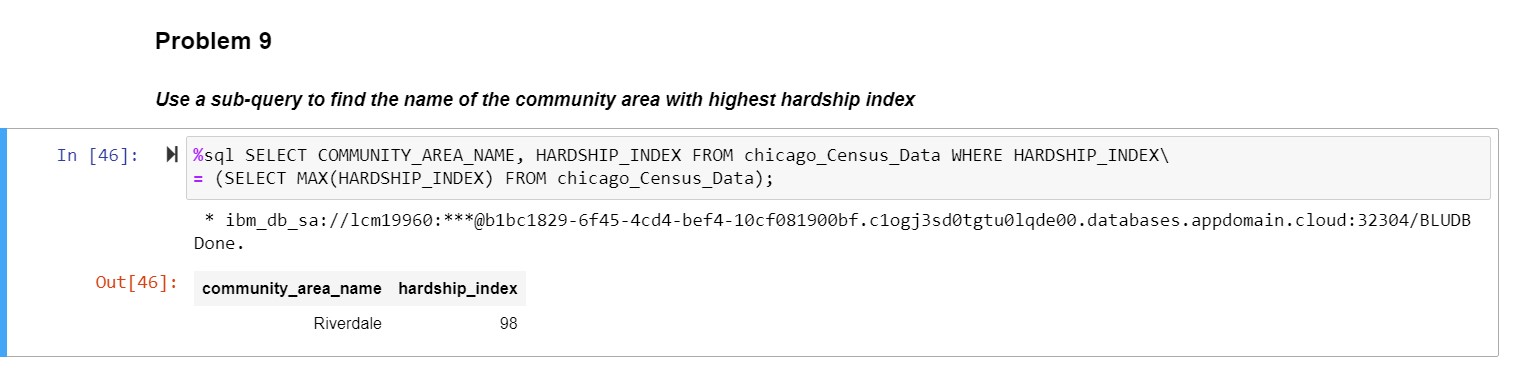 Problem 9
Use a sub-query to find the name of the community area with highest hardship index
In [46]: %sql SELECT COMMUNITY_AREA_NAME, HARDSHIP_INDEX FROM chicago_Census_Data WHERE HARDSHIP_INDEX\
= (SELECT MAX(HARDSHIP_INDEX) FROM chicago_Census_Data);
* ibm_db_sa://lcm19960:***@b1bc1829-6f45-4cd4-bef4-10cf081900bf.c1ogj3sd0tgtu0lqde00.databases.appdomain.cloud:32304/BLUDB
Done.
Out[46]: community_area_name hardship_index
Riverdale 98